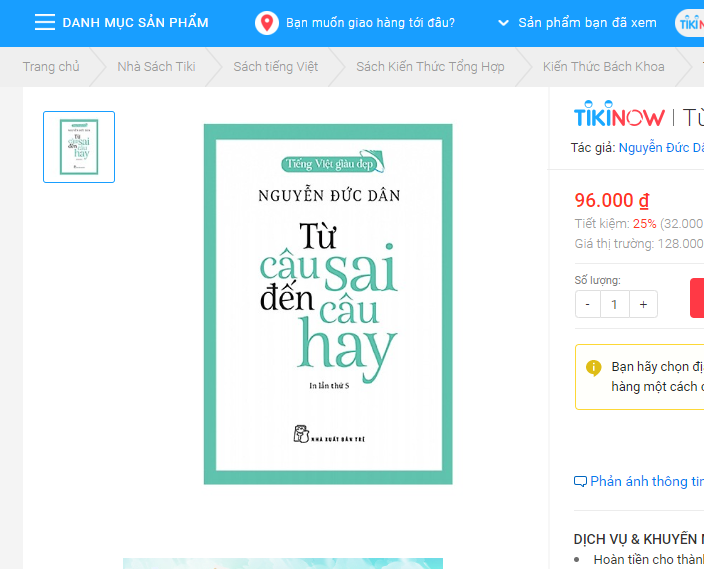 DANH MỤC SẢN PHẨM
Bạn muốn giao hàng tới đâu?
Sản phẩm bạn đã xem
TIKI
Trang chủ
Nhà Sách Tiki
Sách tiếng Việt
Sách Kiến Thức Tổng Hợp
Kiến Thức Bách Khoa
TIKINOW | Từ
Tác giả: Nguyễn Đức
96.000 ₫
Tiết kiệm: 25% (32.000
Giá thị trường: 128.000
Số lượng:
- 1 +
Bạn hãy chọn
hàng một cách
Phản ánh thông tin
DỊCH VỤ & KHUYẾN
Hoàn tiền cho
Tiếng Việt giàu đẹp
NGUYỄN ĐỨC DÂN
Từ
câu sai
đến câu
hay
In lần thứ 5
NHÀ XUẤT BẢN TRẺ